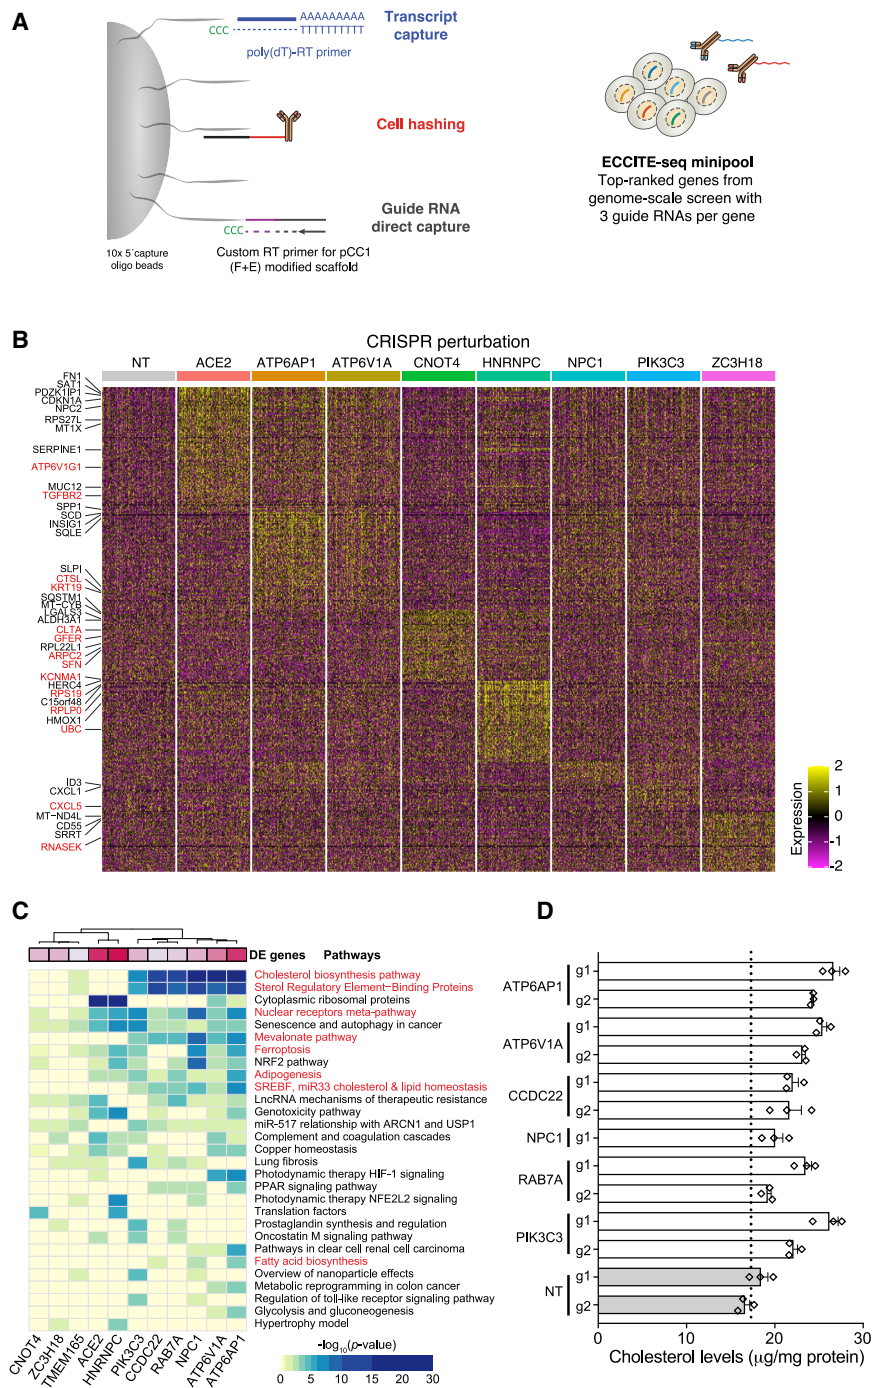 A
CCC
AAAAAAAAA
TTTTTTTTT
poly(dT)-RT primer
Transcript
capture
Cell hashing
Guide RNA
direct capture
CCC
10x 5´capture
oligo beads
Custom RT primer for pCC1
(F+E) modified scaffold
ECCITE-seq minipool
Top-ranked genes from
genome-scale screen with
3 guide RNAs per gene
B
CRISPR perturbation
NT ACE2 ATP6AP1 ATP6V1A CNOT4 HNRNPC NPC1 PIK3C3 ZC3H18
FN1
SAT1
PDZK1IP1
CDKN1A
NPC2
RPS27L
MT1X
SERPINE1
ATP6V1G1
MUC12
TGFBR2
SPP1
SCD
INSIG1
SQLE
SLPI
CTSL
KRT19
SQSTM1
MT−CYB
LGALS3
ALDH3A1
CLTA
GFER
RPL22L1
ARPC2
SFN
KCNMA1
HERC4
RPS19
C15orf48
RPLP0
HMOX1
UBC
ID3
CXCL1
CXCL5
MT−ND4L
CD55
SRRT
RNASEK
Expression
2
1
0
-1
-2
C
DE genes Pathways
Cholesterol biosynthesis pathway
Sterol Regulatory Element−Binding Proteins
Cytoplasmic ribosomal proteins
Nuclear receptors meta−pathway
Senescence and autophagy in cancer
Mevalonate pathway
Ferroptosis
NRF2 pathway
Adipogenesis
SREBF, miR33 cholesterol & lipid homeostasis
LncRNA mechanisms of therapeutic resistance
Genotoxicity pathway
miR−517 relationship with ARCN1 and USP1
Complement and coagulation cascades
Copper homeostasis
Lung fibrosis
Photodynamic therapy HIF−1 signaling
PPAR signaling pathway
Photodynamic therapy NFE2L2 signaling
Translation factors
Prostaglandin synthesis and regulation
Oncostatin M signaling pathway
Pathways in clear cell renal cell carcinoma
Fatty acid biosynthesis
Overview of nanoparticle effects
Metabolic reprogramming in colon cancer
Regulation of toll−like receptor signaling pathway
Glycolysis and gluconeogenesis
Hypertrophy model
CNOT4
ZC3H18
TMEM165
ACE2
HNRNPC
PIK3C3
CCDC22
RAB7A
NPC1
ATP6V1A
ATP6AP1
-log10(p-value)
0 5 10 15 20 30
D
ATP6AP1
g1
g2
ATP6V1A
g1
g2
CCDC22
g1
g2
NPC1
g1
RAB7A
g1
g2
PIK3C3
g1
g2
NT
g1
g2
0 10 20 30
Cholesterol levels (µg/mg protein)